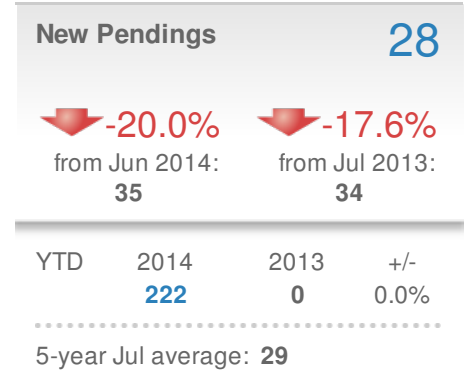 New Pendings 28
-20.0% -17.6%
from Jun 2014: from Jul 2013:
35 34
YTD 2014 2013 +/-
222 0 0.0%
5-year Jul average: 29